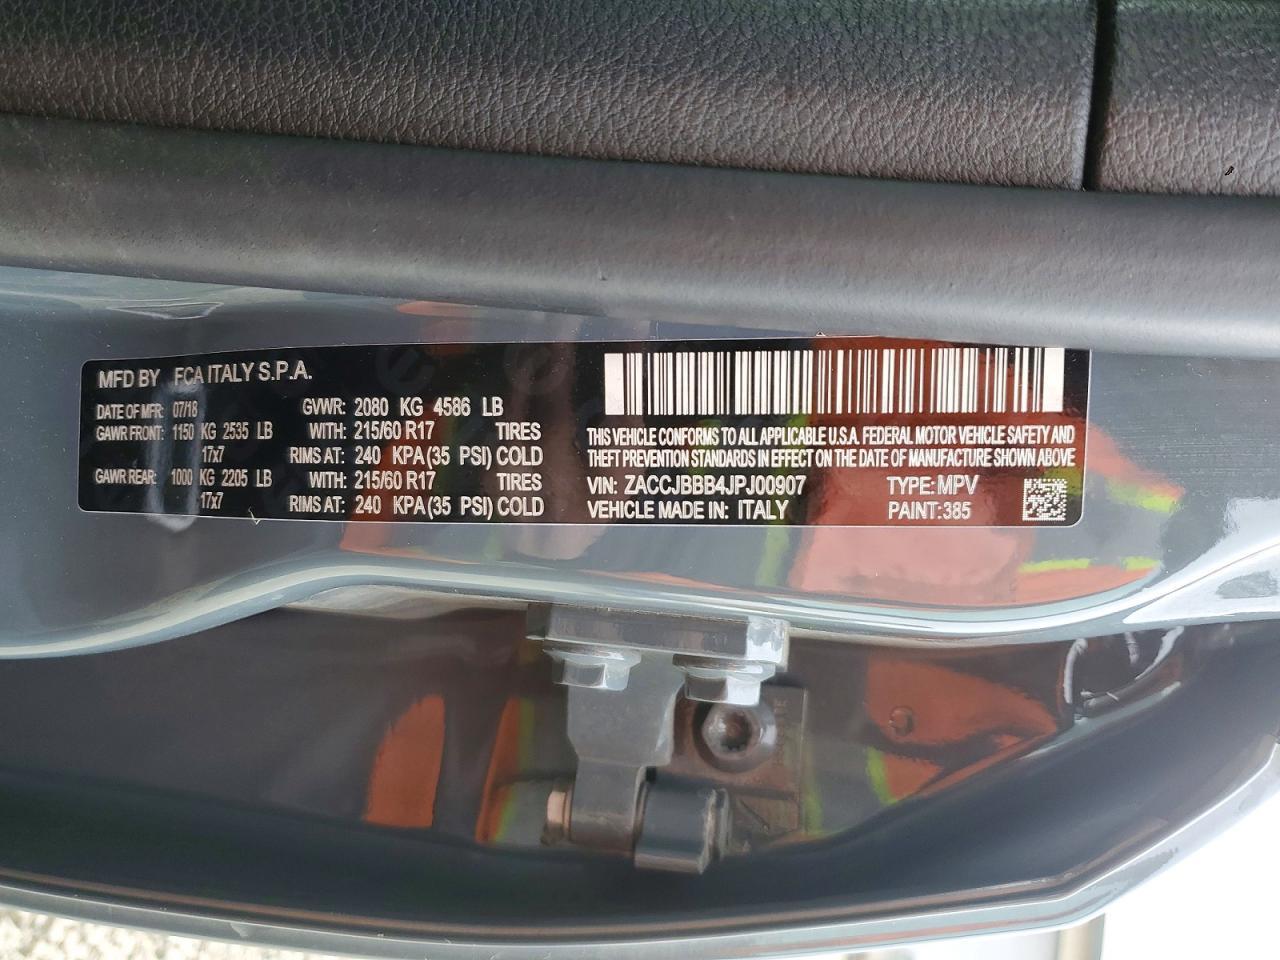 MFD BY FCA ITALY S.P.A.
DATE OF MFR: 07/18 GVWR: 2080 KG 4586 LB
GAWR FRONT: 1150 KG 2535 LB WITH: 215/60 R17 TIRES
17x7 RIMS AT: 240 KPA(35 PSI) COLD
GAWR REAR: 1000 KG 2205 LB WITH: 215/60 R17 TIRES
17x7 RIMS AT: 240 KPA(35 PSI) COLD
THIS VEHICLE CONFORMS TO ALL APPLICABLE U.S.A. FEDERAL MOTOR VEHICLE SAFETY AND
THEFT PREVENTION STANDARDS IN EFFECT ON THE DATE OF MANUFACTURE SHOWN ABOVE
VIN: ZACCJBBB4JPJ00907 TYPE: MPV
VEHICLE MADE IN: ITALY PAINT: 385